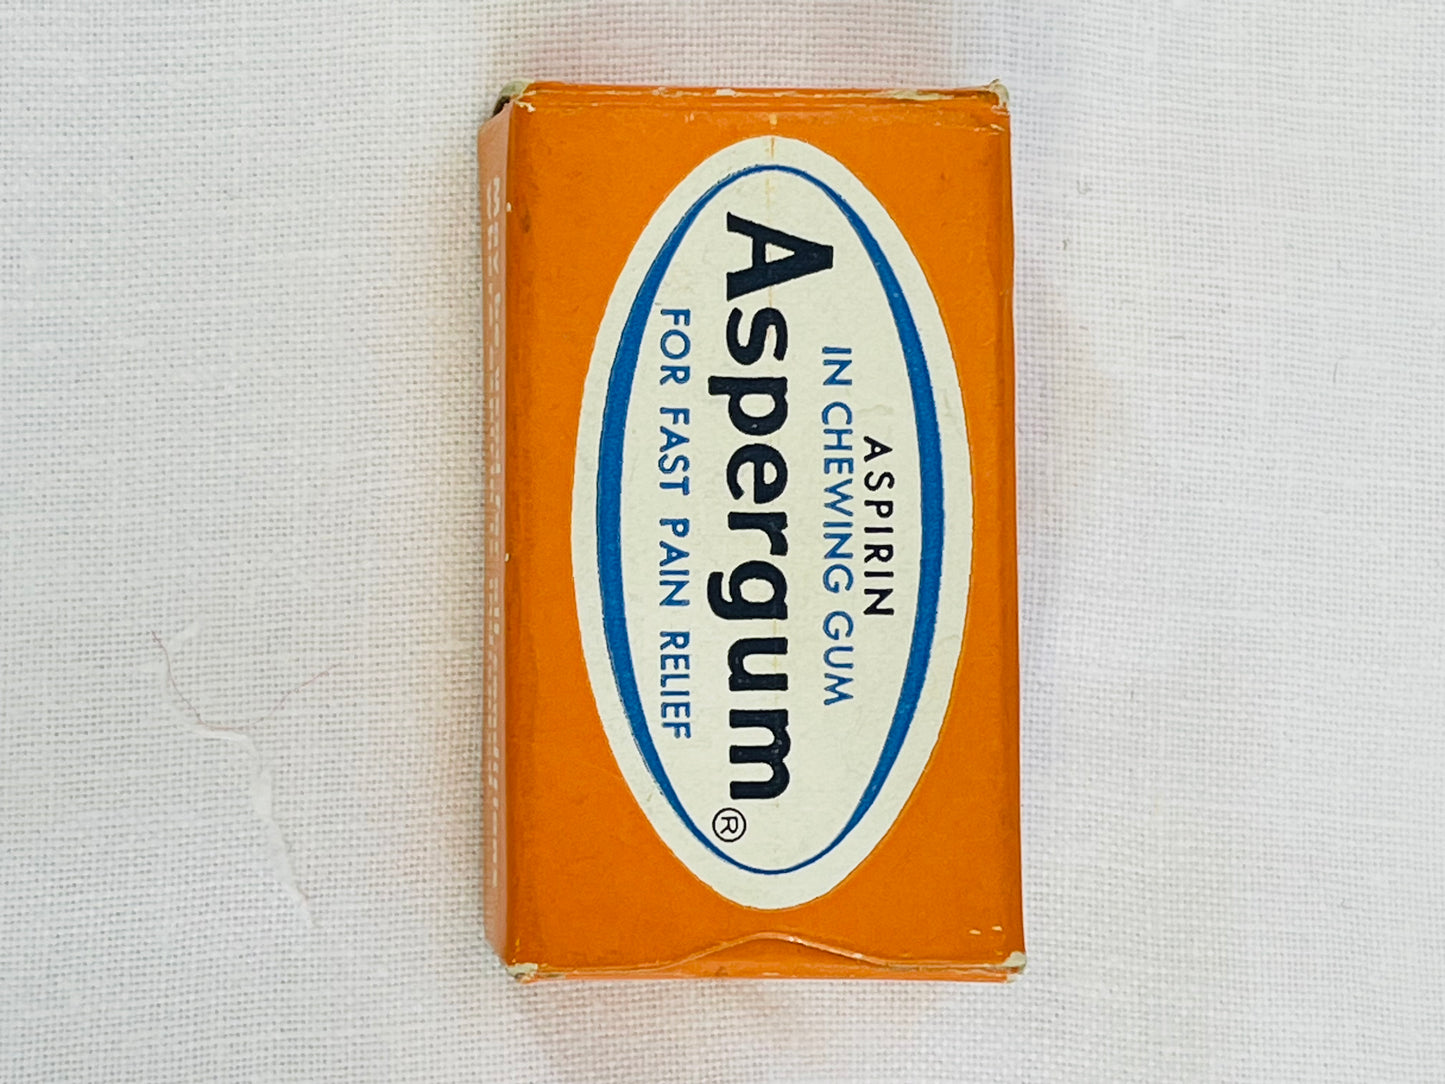 ASPIRIN
IN CHEWING GUM
Aspergum®
FOR FAST PAIN RELIEF